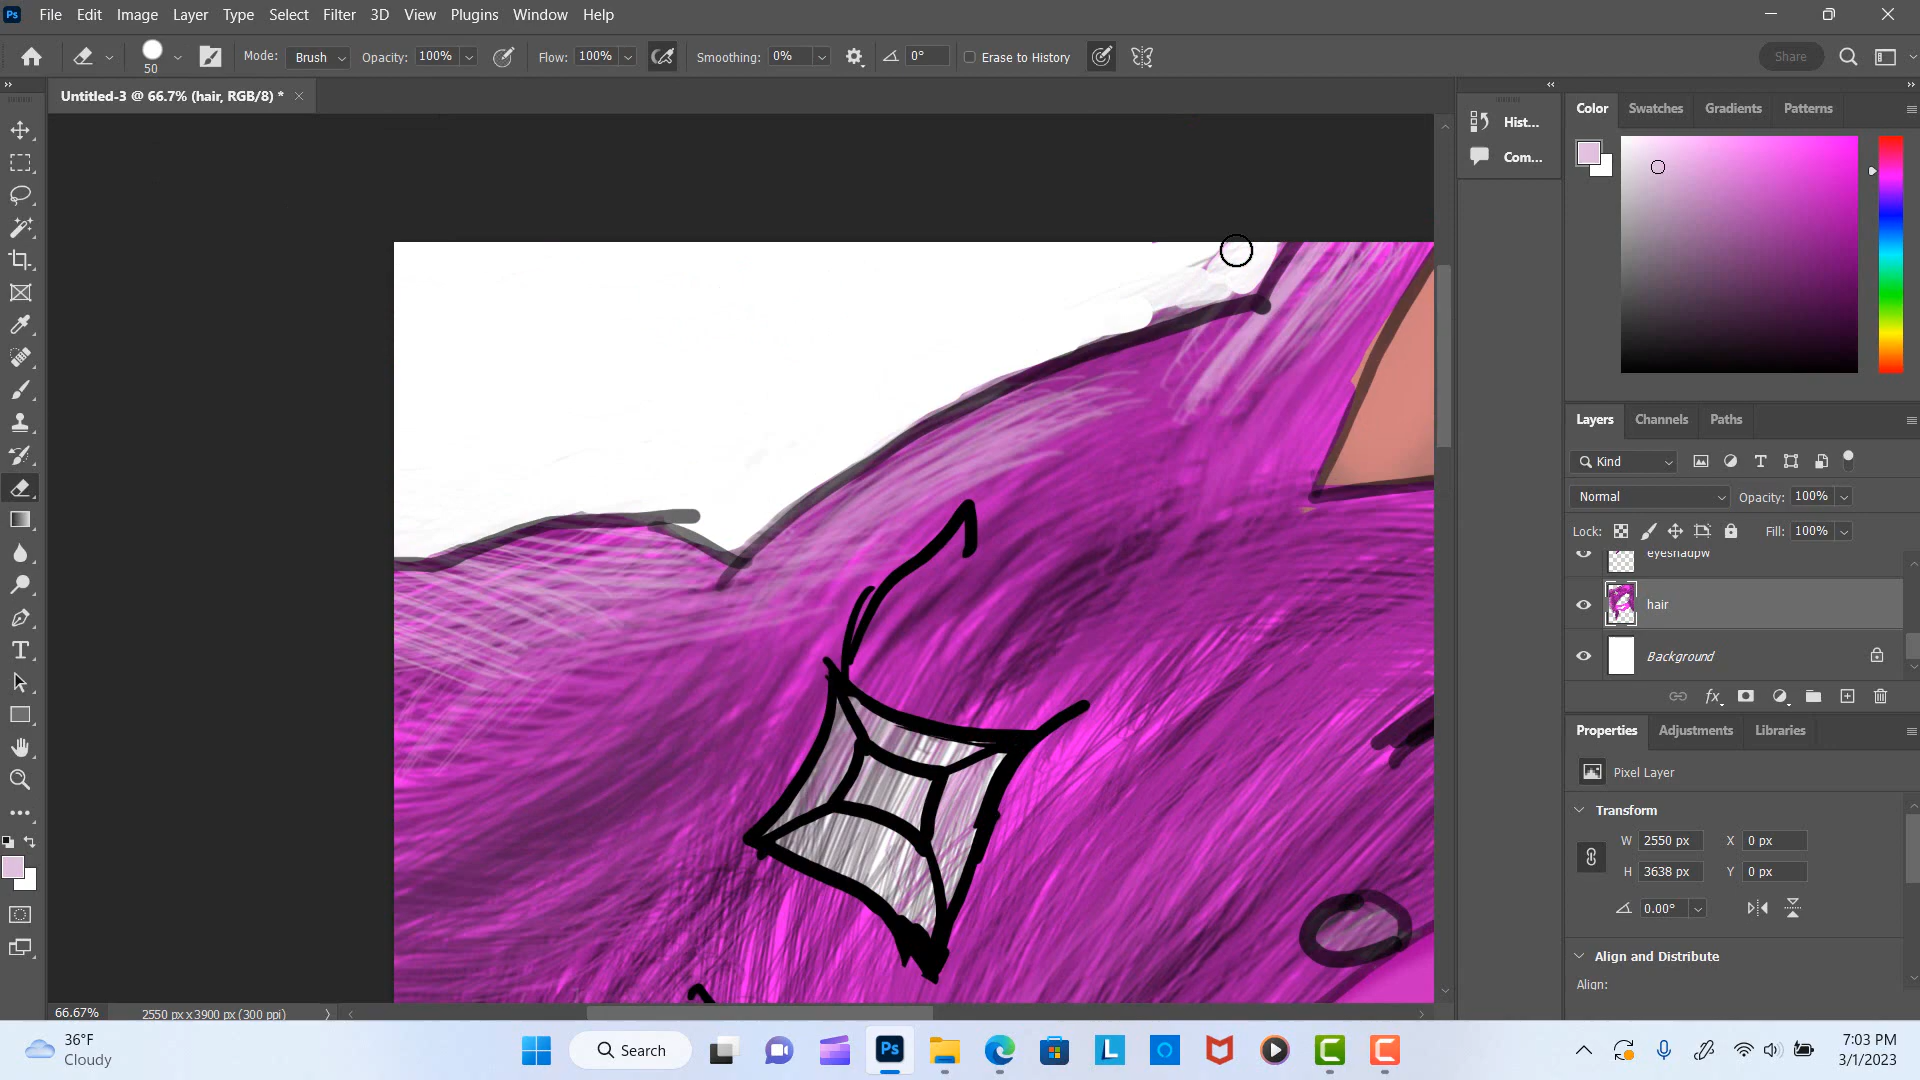 Ps File Edit Image Layer Type Select Filter 3D View Plugins Window Help
50 Mode: Brush Opacity: 100% Flow: 100% Smoothing: 0% 0° Erase to History Share
Untitled-3 @ 66.7% (hair, RGB/8) *
Hist...
Com...
Color Swatches Gradients Patterns
Layers Channels Paths
Kind
Normal Opacity: 100%
Lock: Fill: 100%
eyeshadpw
hair
Background
fx
Properties Adjustments Libraries
Pixel Layer
Transform
W 2550 px X 0 px
H 3638 px Y 0 px
0.00°
Align and Distribute
Align:
66.67% 2550 px x 3900 px (300 ppi)
36°F
Cloudy
Search
Ps
L
C
C
7:03 PM
3/1/2023